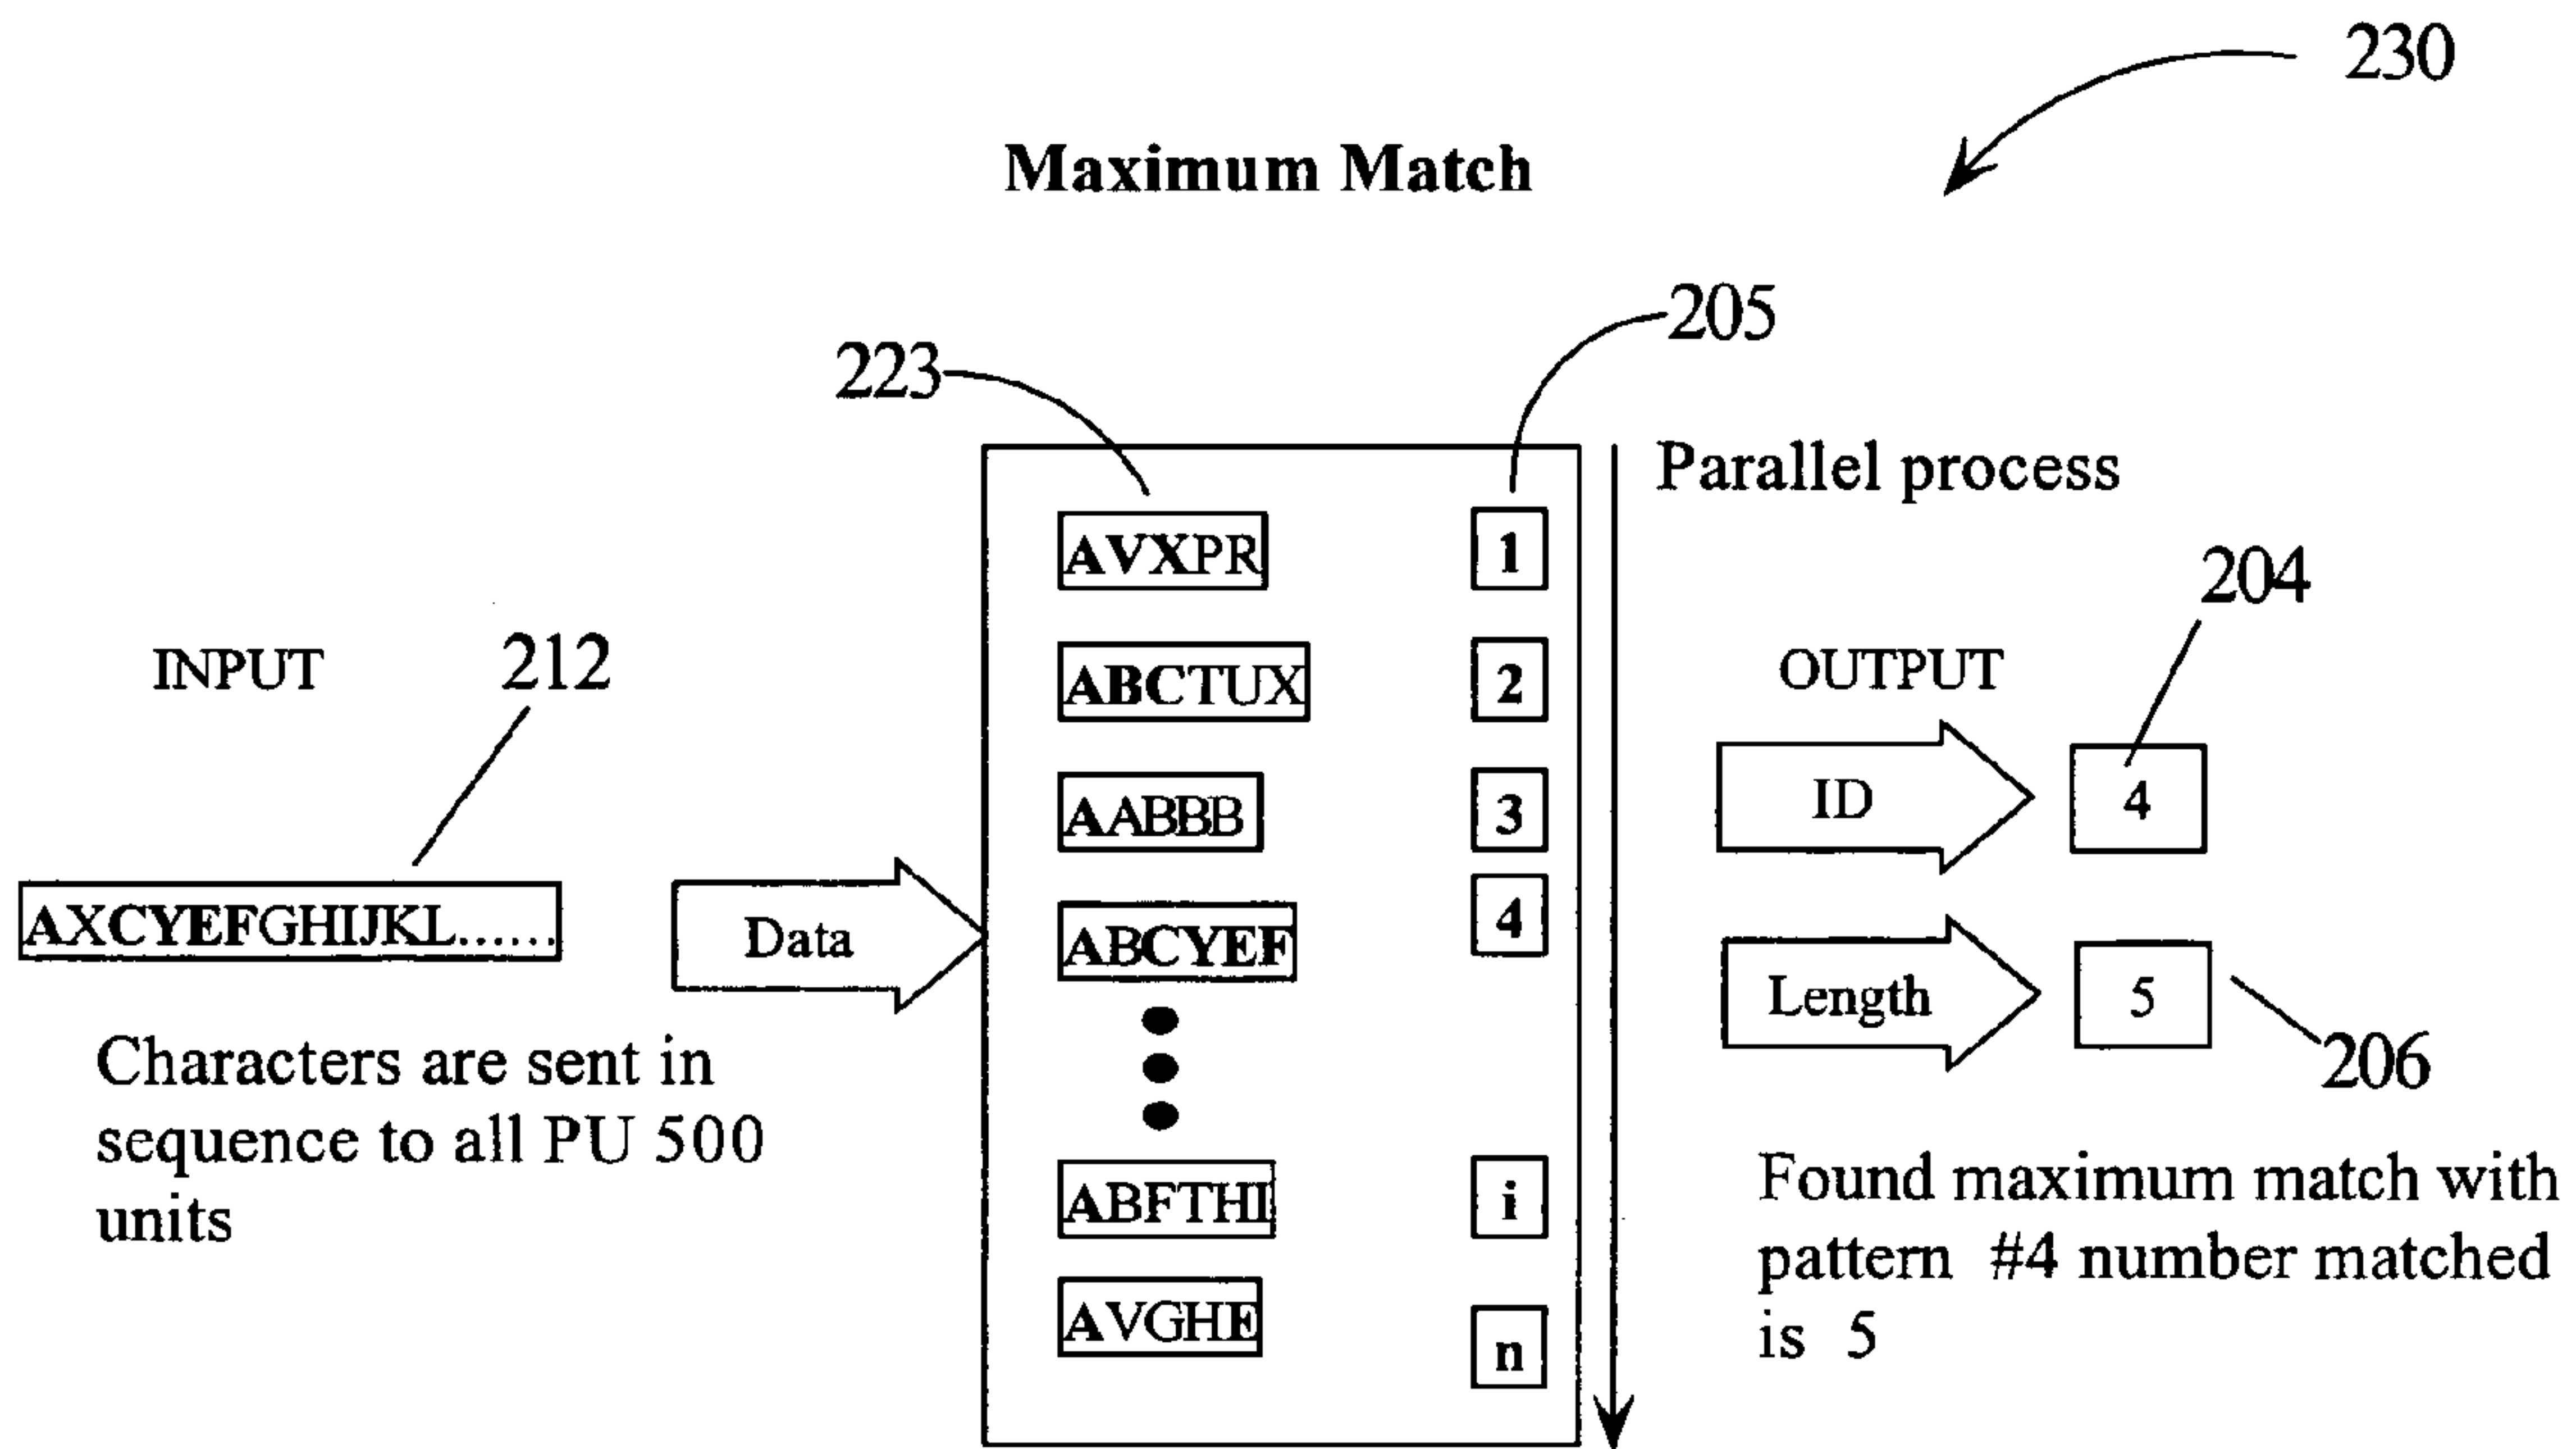 230
Maximum Match
205
223
Parallel process
AVXPR
1
204
INPUT
212
ABCTUX
2
OUTPUT
AABBB
3
ID
4
AXCYEFGHIJKL......
Data
ABCYEF
4
Length
5
206
Characters are sent in
sequence to all PU 500
units
ABFTHI
i
Found maximum match with
pattern #4 number matched
is 5
AVGHE
n